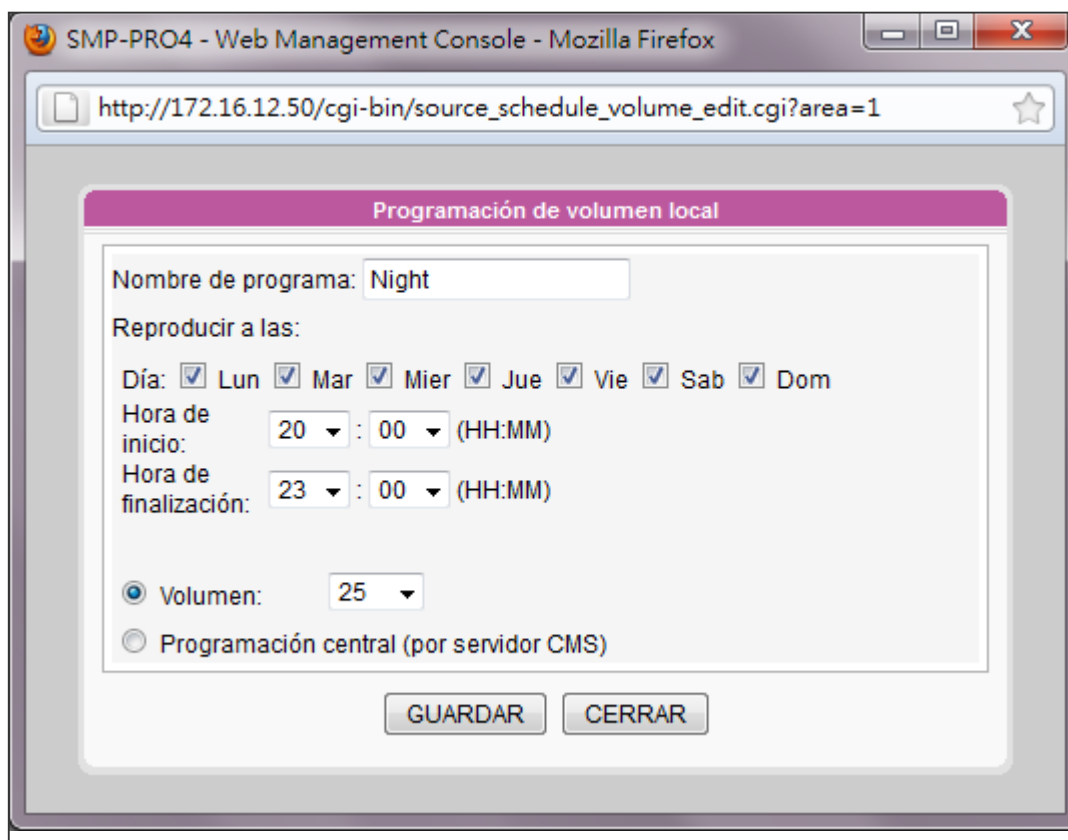 SMP-PRO4 - Web Management Console - Mozilla Firefox
http://172.16.12.50/cgi-bin/source_schedule_volume_edit.cgi?area=1
Programación de volumen local
Nombre de programa: Night
Reproducir a las:
Día: Lun Mar Mier Jue Vie Sab Dom
Hora de
inicio: 20 : 00 (HH:MM)
Hora de
finalización: 23 : 00 (HH:MM)
Volumen: 25
Programación central (por servidor CMS)
GUARDAR CERRAR